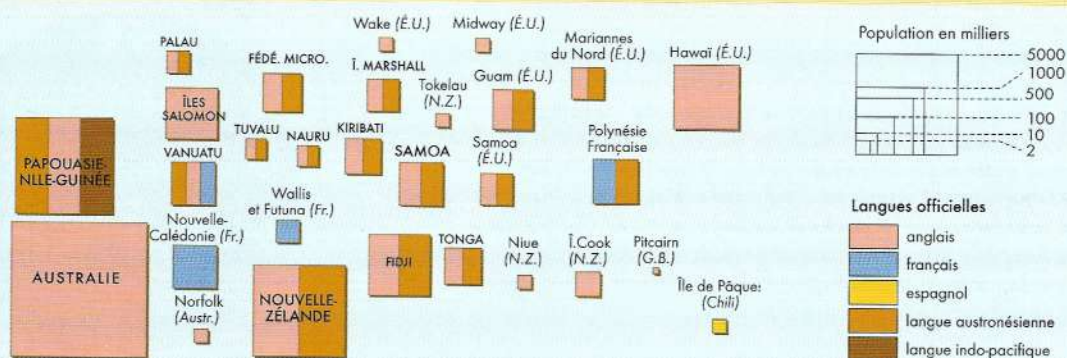 Wake (É.U.)
Midway (É.U.)
PALAU
FÉDÉ. MICRO.
Î. MARSHALL
Tokelau
(N.Z.)
Guam (É.U.)
Mariannes
du Nord (É.U.)
Hawaï (É.U.)
ÎLES
SALOMON
TUVALU
NAURU
KIRIBATI
PAPOUASIE-
NLLE-GUINÉE
VANUATU
SAMOA
Samoa
(É.U.)
Polynésie
Française
Wallis
et Futuna (Fr.)
Nouvelle-
Calédonie (Fr.)
AUSTRALIE
Norfolk
(Austr.)
NOUVELLE-
ZÉLANDE
FIDJI
TONGA
Niue
(N.Z.)
Î.Cook
(N.Z.)
Pitcairn
(G.B.)
Île de Pâque:
(Chili)
Population en milliers
5000
1000
500
100
10
2
Langues officielles
anglais
français
espagnol
langue austronésienne
langue indo-pacifique